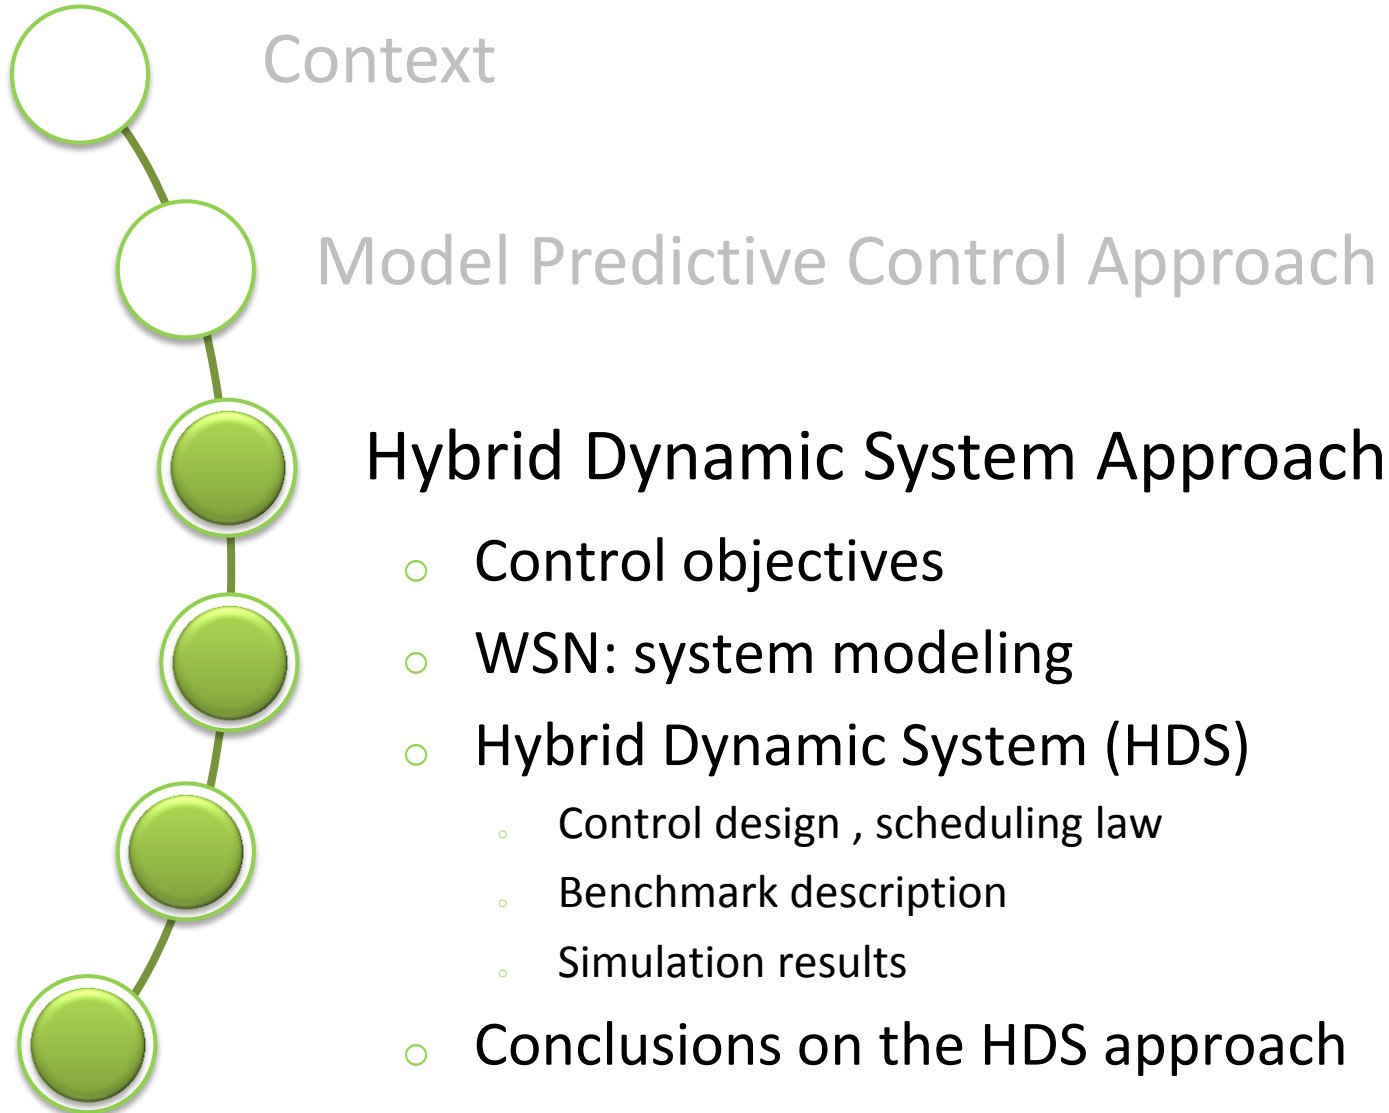 Context
Model Predictive Control Approach
Hybrid Dynamic System Approach
Control objectives
WSN: system modeling
Hybrid Dynamic System (HDS)
Control design , scheduling law
Benchmark description
Simulation results
Conclusions on the HDS approach